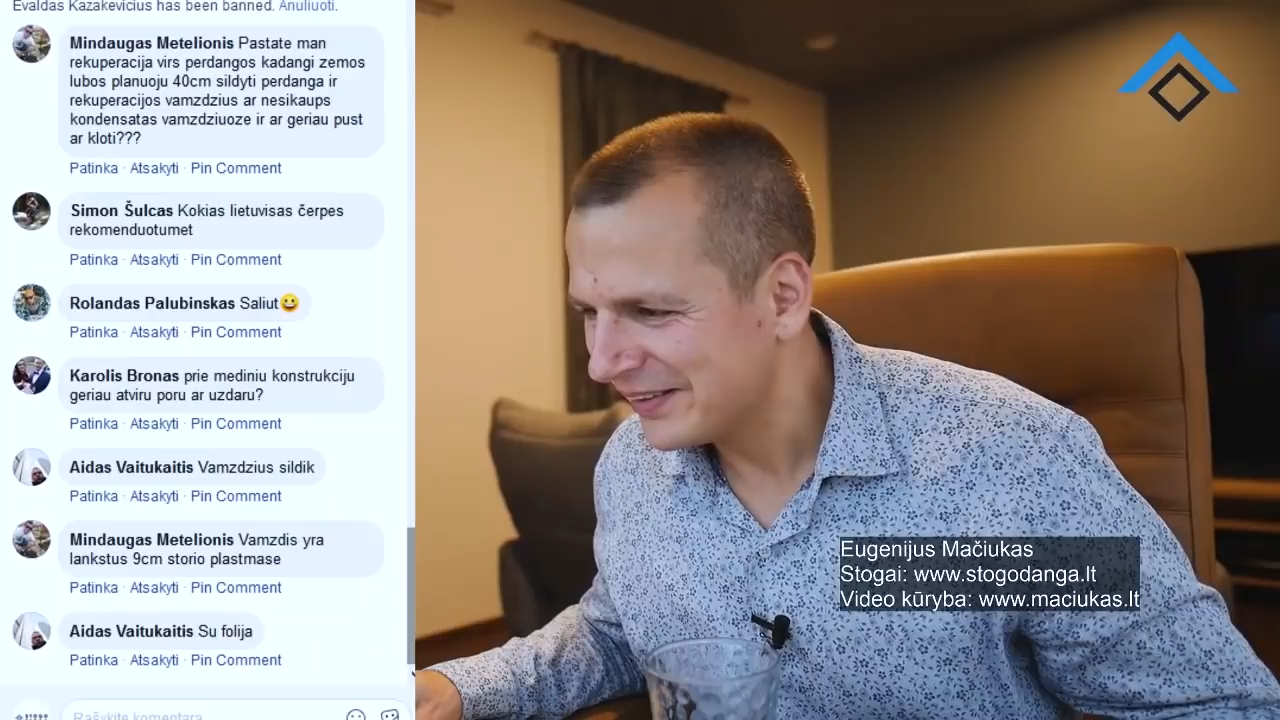 Evaldas Kazakevicius has been banned. Anuliuoti.
Mindaugas Metelionis Pastate man
rekuperacija virs perdangos kadangi zemos
lubos planuoju 40cm sildyti perdanga ir
rekuperacijos vamzdzius ar nesikaups
kondensatas vamzdziuoze ir ar geriau pust
ar kloti???
Patinka · Atsakyti · Pin Comment
Simon Šulcas Kokias lietuvisas čerpes
rekomenduotumet
Patinka · Atsakyti · Pin Comment
Rolandas Palubinskas Saliut😀
Patinka · Atsakyti · Pin Comment
Karolis Bronas prie mediniu konstrukciju
geriau atviru poru ar uzdaru?
Patinka · Atsakyti · Pin Comment
Aidas Vaitukaitis Vamzdzius sildik
Patinka · Atsakyti · Pin Comment
Mindaugas Metelionis Vamzdis yra
lankstus 9cm storio plastmase
Patinka · Atsakyti · Pin Comment
Aidas Vaitukaitis Su folija
Patinka · Atsakyti · Pin Comment
Rašykite komentarą
Eugenijus Mačiukas
Stogai: www.stogodanga.lt
Video kūryba: www.maciukas.lt